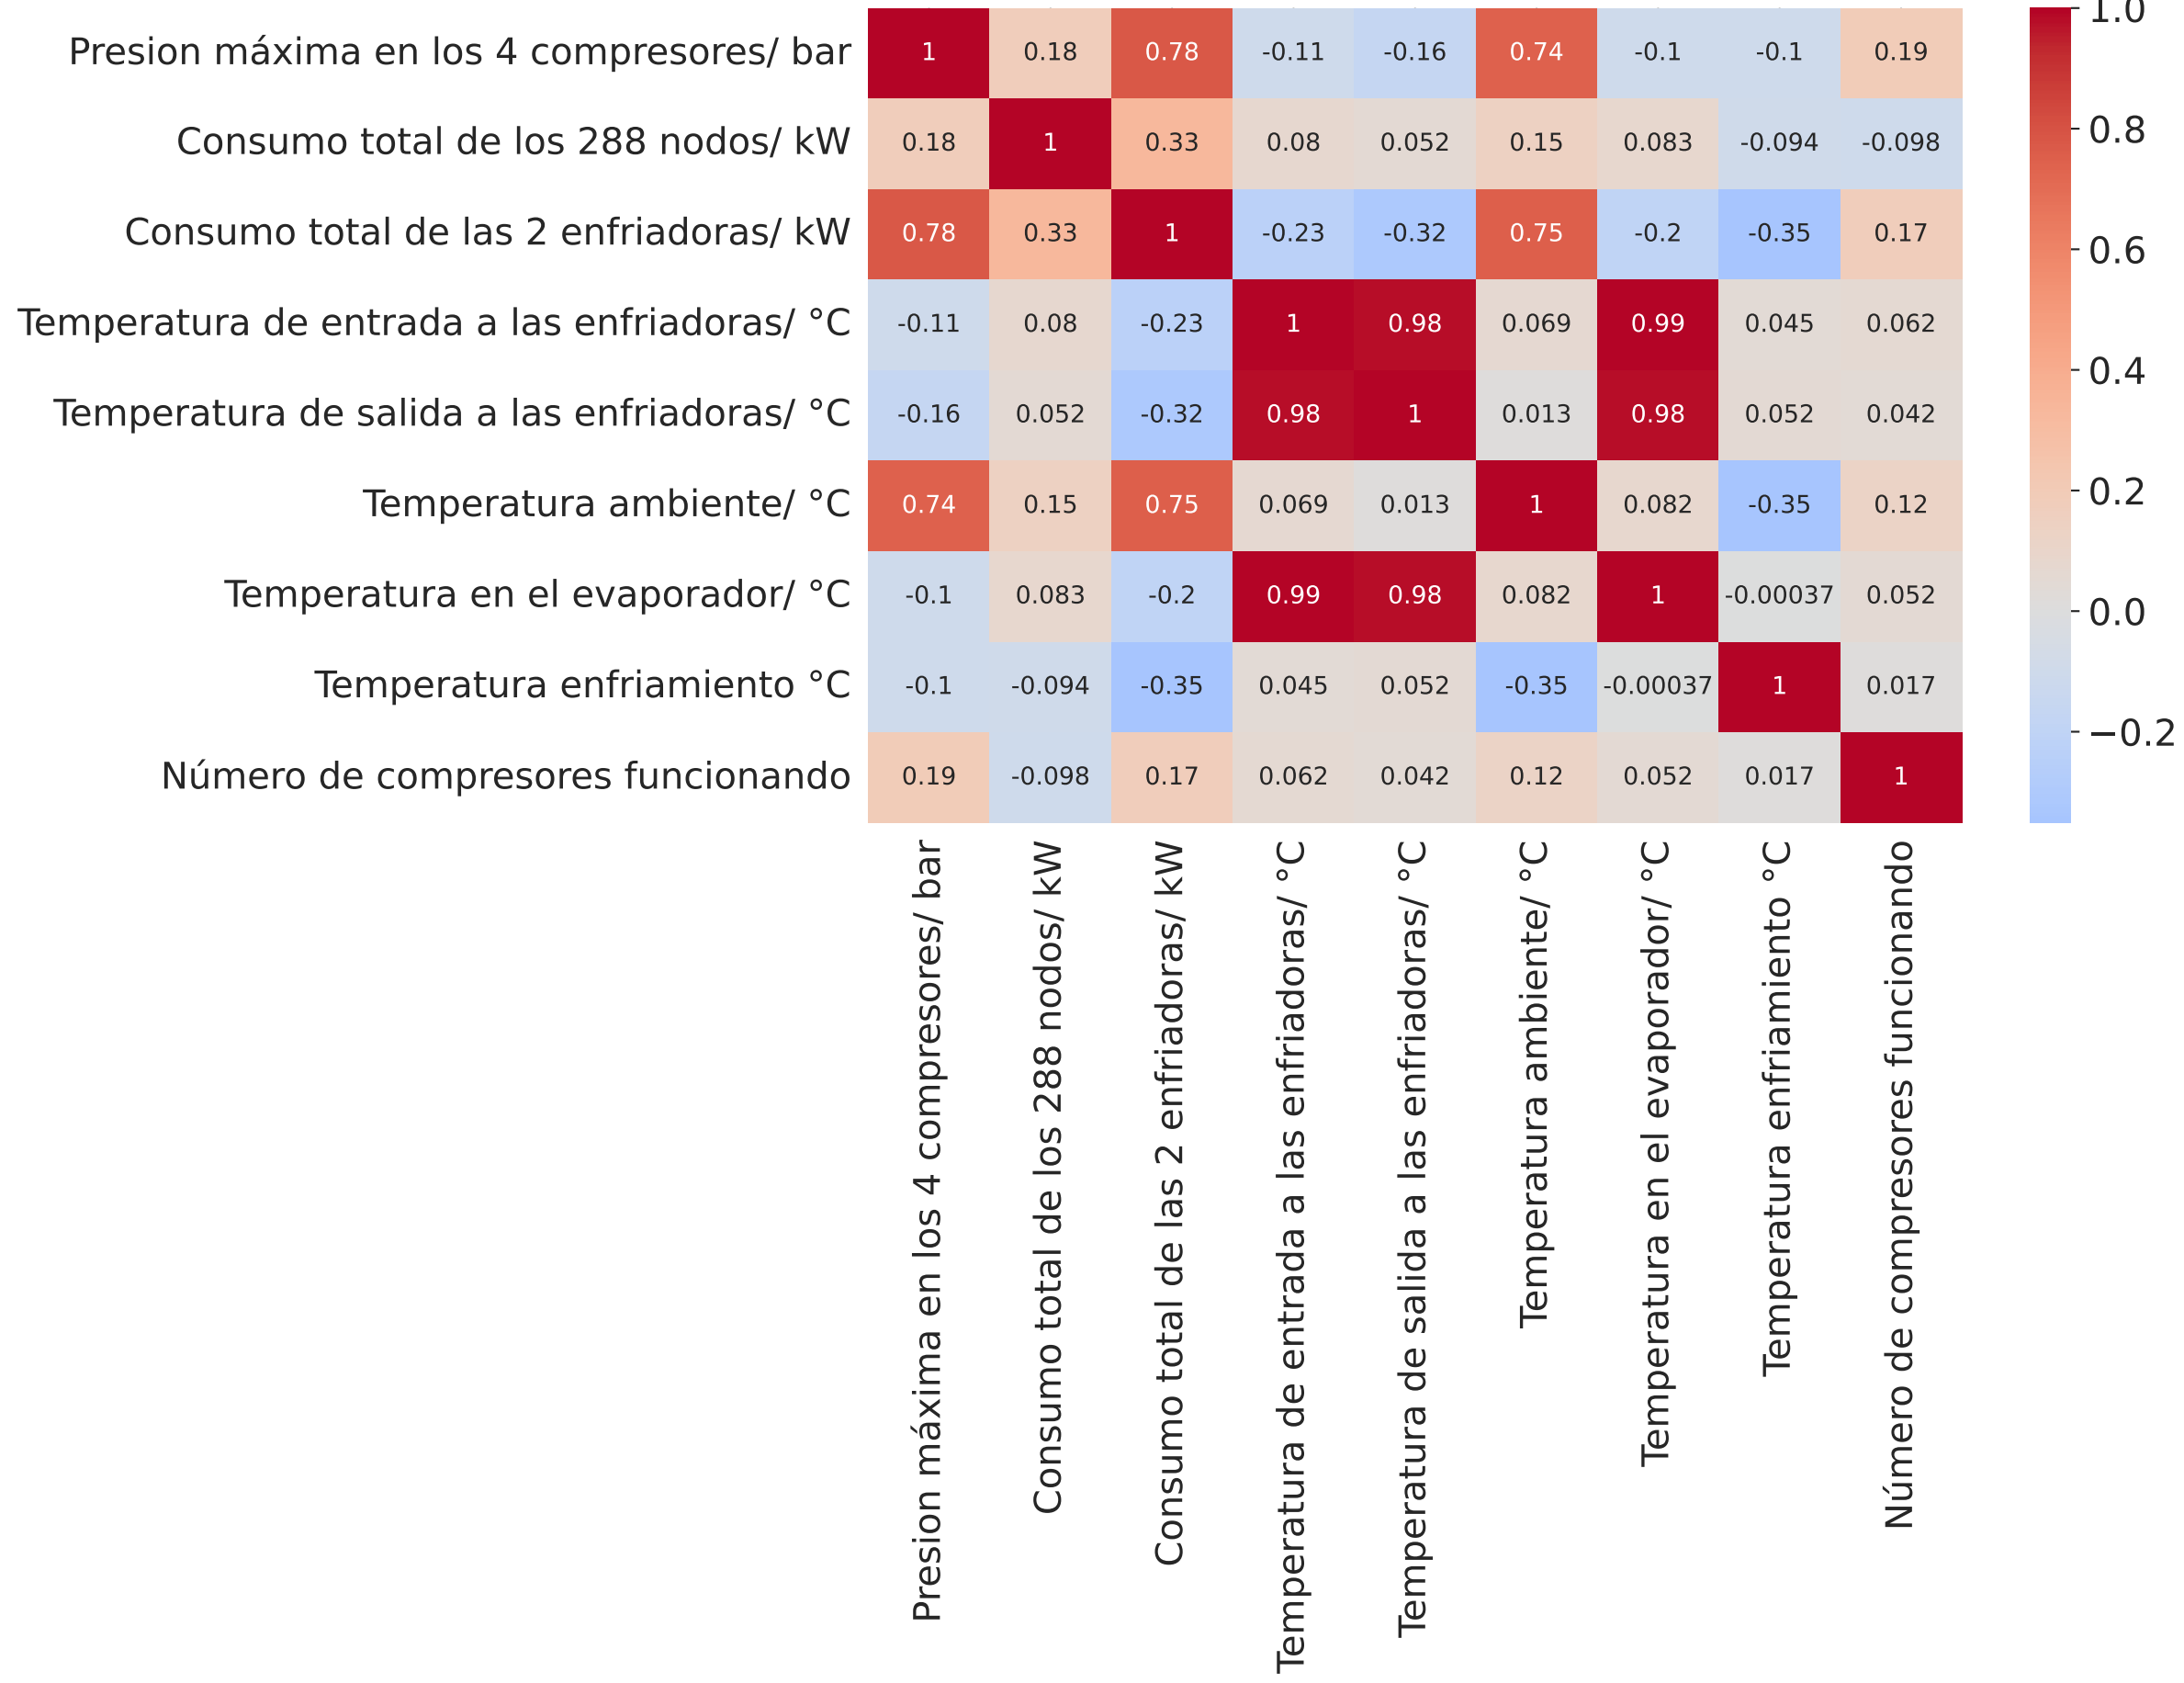 Presion máxima en los 4 compresores/ bar 1 0.18 0.78 -0.11 -0.16 0.74 -0.1 -0.1 0.19
Consumo total de los 288 nodos/ kW 0.18 1 0.33 0.08 0.052 0.15 0.083 -0.094 -0.098
Consumo total de las 2 enfriadoras/ kW 0.78 0.33 1 -0.23 -0.32 0.75 -0.2 -0.35 0.17
Temperatura de entrada a las enfriadoras/ °C -0.11 0.08 -0.23 1 0.98 0.069 0.99 0.045 0.062
Temperatura de salida a las enfriadoras/ °C -0.16 0.052 -0.32 0.98 1 0.013 0.98 0.052 0.042
Temperatura ambiente/ °C 0.74 0.15 0.75 0.069 0.013 1 0.082 -0.35 0.12
Temperatura en el evaporador/ °C -0.1 0.083 -0.2 0.99 0.98 0.082 1 -0.00037 0.052
Temperatura enfriamiento °C -0.1 -0.094 -0.35 0.045 0.052 -0.35 -0.00037 1 0.017
Número de compresores funcionando 0.19 -0.098 0.17 0.062 0.042 0.12 0.052 0.017 1
Presion máxima en los 4 compresores/ bar
Consumo total de los 288 nodos/ kW
Consumo total de las 2 enfriadoras/ kW
Temperatura de entrada a las enfriadoras/ °C
Temperatura de salida a las enfriadoras/ °C
Temperatura ambiente/ °C
Temperatura en el evaporador/ °C
Temperatura enfriamiento °C
Número de compresores funcionando
1.0
0.8
0.6
0.4
0.2
0.0
−0.2